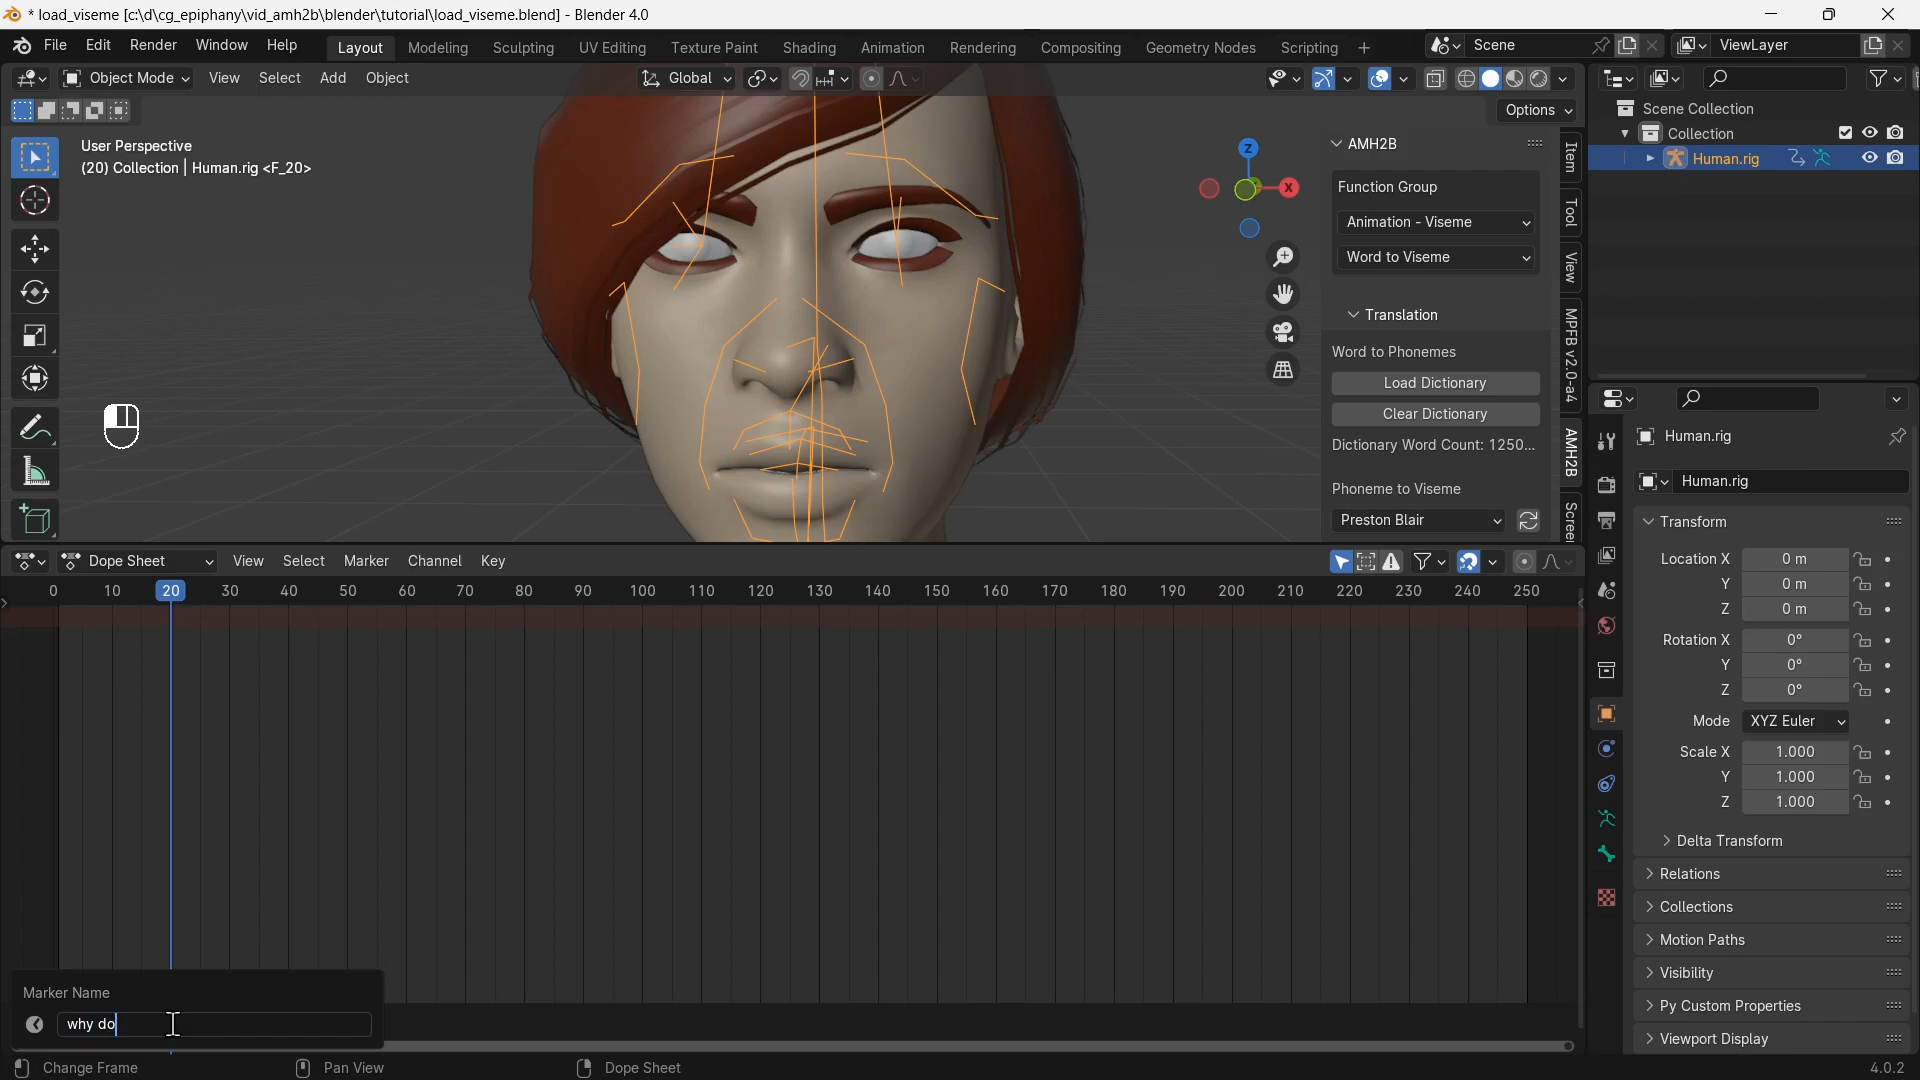 * load_viseme [c:\d\cg_epiphany\vid_amh2b\blender\tutorial\load_viseme.blend] - Blender 4.0
File Edit Render Window Help Layout Modeling Sculpting UV Editing Texture Paint Shading Animation Rendering Compositing Geometry Nodes Scripting + Scene ViewLayer
Object Mode View Select Add Object Global
Options
User Perspective
(20) Collection | Human.rig <F_20>
Z
X
AMH2B
Function Group
Animation - Viseme
Word to Viseme
Translation
Word to Phonemes
Load Dictionary
Clear Dictionary
Dictionary Word Count: 1250...
Phoneme to Viseme
Preston Blair
Item
Tool
View
MPFB v2.0-a4
AMH2B
Screen
Scene Collection
Collection
Human.rig
Human.rig
Human.rig
Transform
Location X 0 m
Y 0 m
Z 0 m
Rotation X 0°
Y 0°
Z 0°
Mode XYZ Euler
Scale X 1.000
Y 1.000
Z 1.000
Delta Transform
Relations
Collections
Motion Paths
Visibility
Py Custom Properties
Viewport Display
Dope Sheet View Select Marker Channel Key
0 10 20 30 40 50 60 70 80 90 100 110 120 130 140 150 160 170 180 190 200 210 220 230 240 250
Marker Name
why do
Change Frame Pan View Dope Sheet 4.0.2